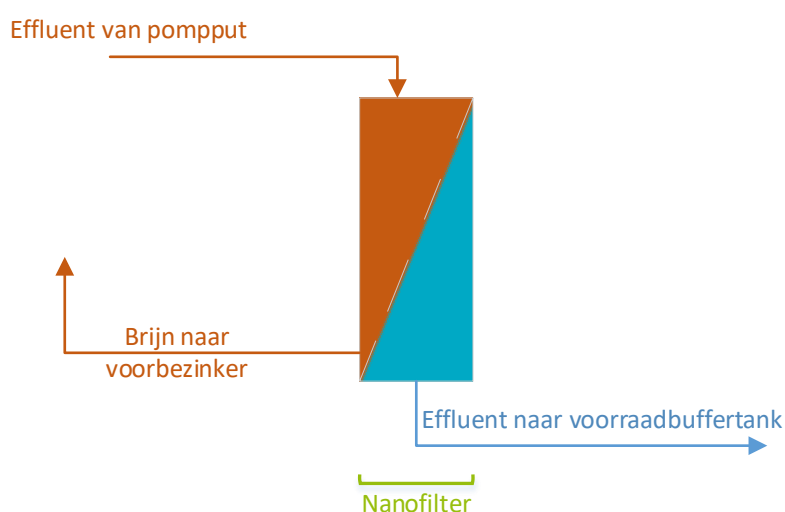 Effluent van pompput
Brijn naar
voorbezinker
Effluent naar voorraadbuffertank
Nanofilter